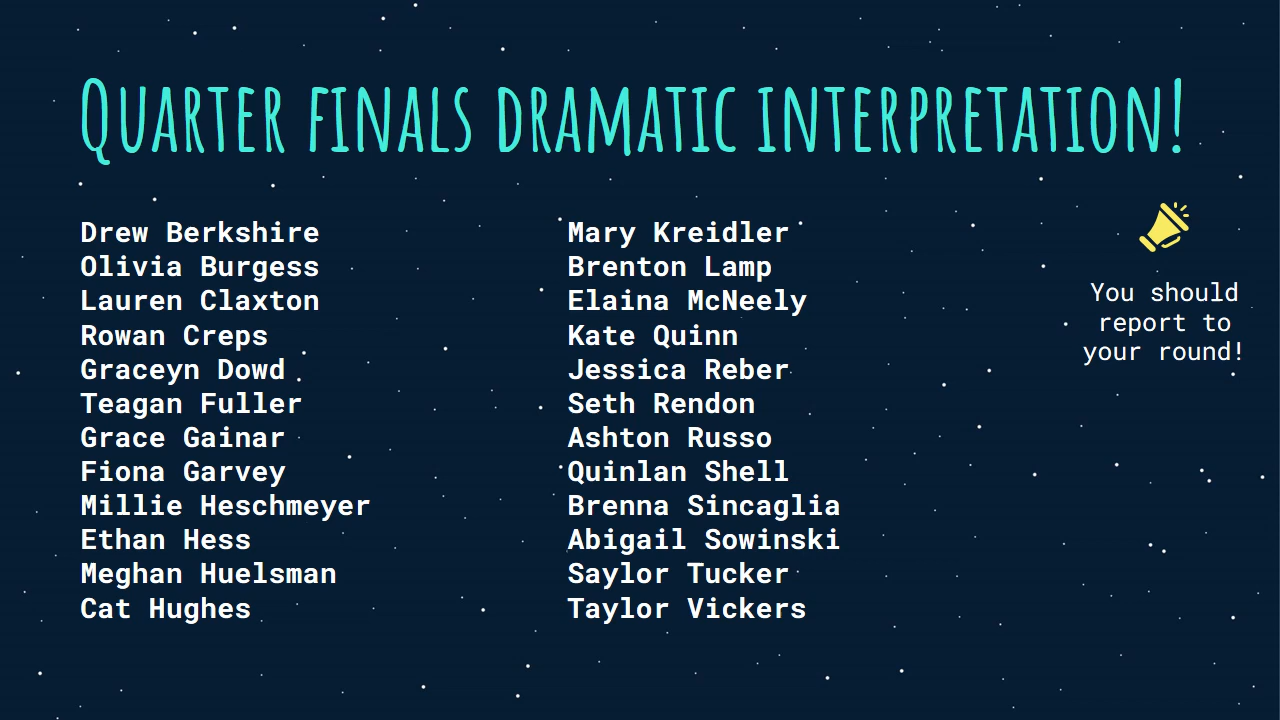 Quarter finals dramatic interpretation!
Drew Berkshire
Olivia Burgess
Lauren Claxton
Rowan Creps
Graceyn Dowd
Teagan Fuller
Grace Gainar
Fiona Garvey
Millie Heschmeyer
Ethan Hess
Meghan Huelsman
Cat Hughes
Mary Kreidler
Brenton Lamp
Elaina McNeely
Kate Quinn
Jessica Reber
Seth Rendon
Ashton Russo
Quinlan Shell
Brenna Sincaglia
Abigail Sowinski
Saylor Tucker
Taylor Vickers
You should
report to
your round!